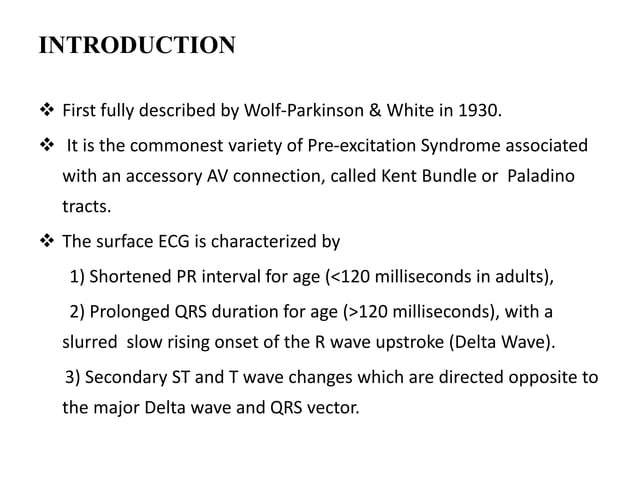 INTRODUCTION
❖ First fully described by Wolf-Parkinson & White in 1930.
❖ It is the commonest variety of Pre-excitation Syndrome associated
with an accessory AV connection, called Kent Bundle or Paladino
tracts.
❖ The surface ECG is characterized by
1) Shortened PR interval for age (<120 milliseconds in adults),
2) Prolonged QRS duration for age (>120 milliseconds), with a
slurred slow rising onset of the R wave upstroke (Delta Wave).
3) Secondary ST and T wave changes which are directed opposite to
the major Delta wave and QRS vector.